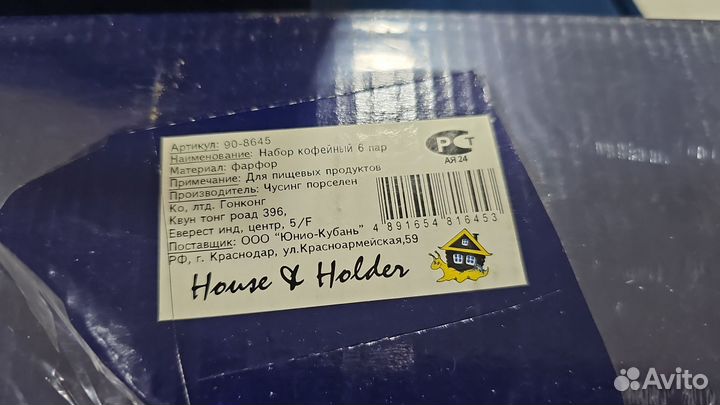 Артикул: 90-8645
Наименование: Набор кофейный 6 пар
Материал: фарфор
Примечание: Для пищевых продуктов
Производитель: Чусинг порселен
Ко, лтд. Гонконг
Квун тонг роад 396,
Еверест инд, центр, 5/F
Поставщик: ООО "Юнио-Кубань"
РФ, г. Краснодар, ул.Красноармейская,59
РСТ
АЯ 24
4 891654 816453
House & Holder
Avito